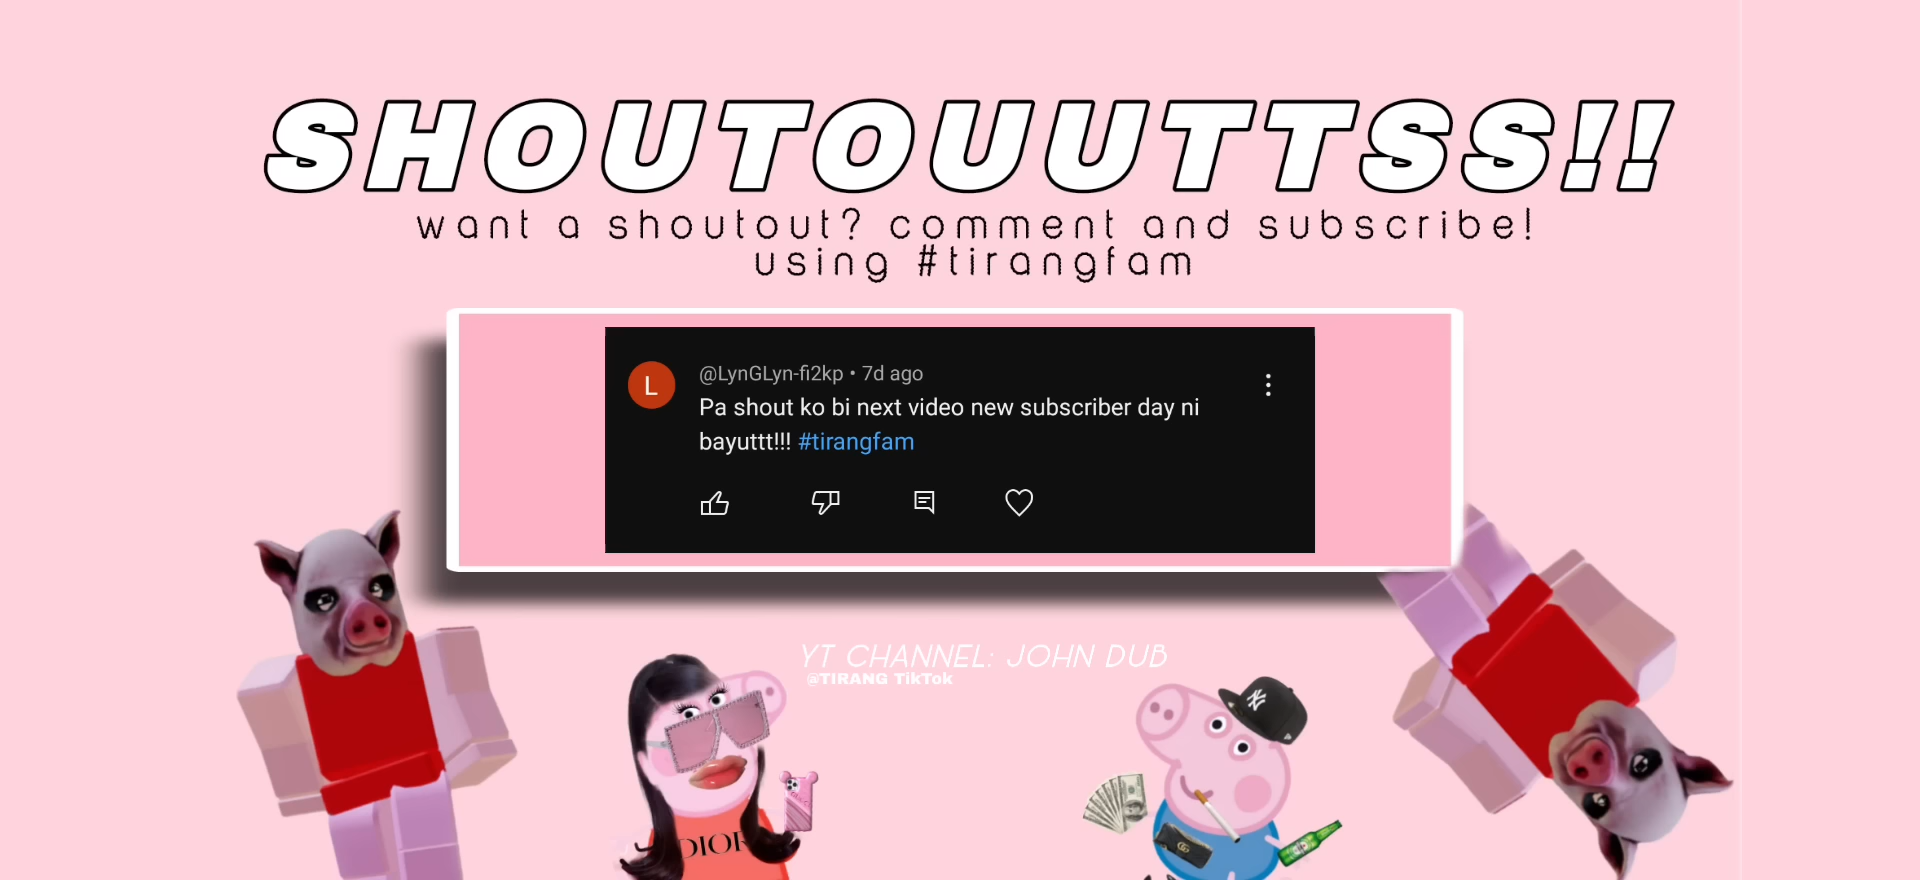 SHOUTOUUTTSS!!
want a shoutout? comment and subscribe!
using #tirangfam
L
@LynGLyn-fi2kp • 7d ago
Pa shout ko bi next video new subscriber day ni
bayuttt!!! #tirangfam
YT CHANNEL: JOHN DUB
@TIRANG TikTok
NY
DIOR